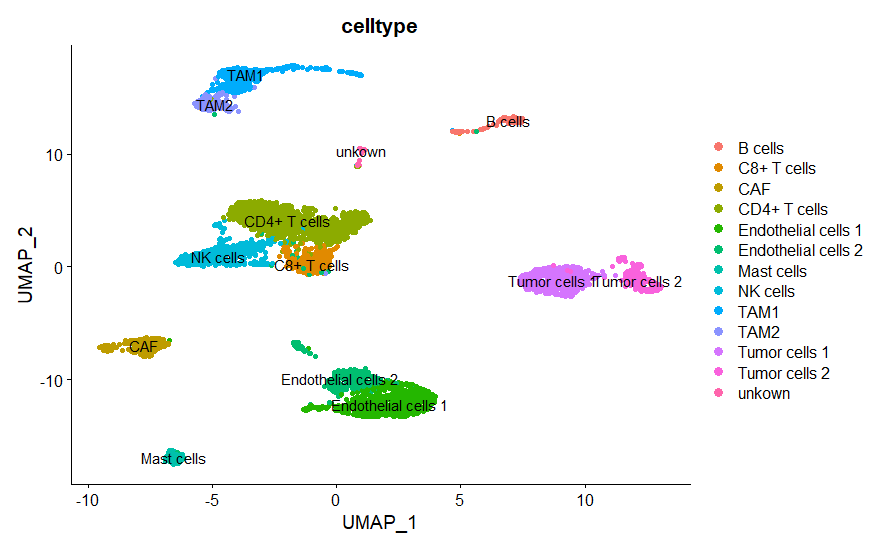 celltype
TAM1
TAM2
B cells
unkown
CD4+ T cells
NK cells
C8+ T cells
Tumor cells 1
Tumor cells 2
CAF
Endothelial cells 2
Endothelial cells 1
Mast cells
10
0
-10
UMAP_2
-10
-5
0
5
10
UMAP_1
B cells
C8+ T cells
CAF
CD4+ T cells
Endothelial cells 1
Endothelial cells 2
Mast cells
NK cells
TAM1
TAM2
Tumor cells 1
Tumor cells 2
unkown